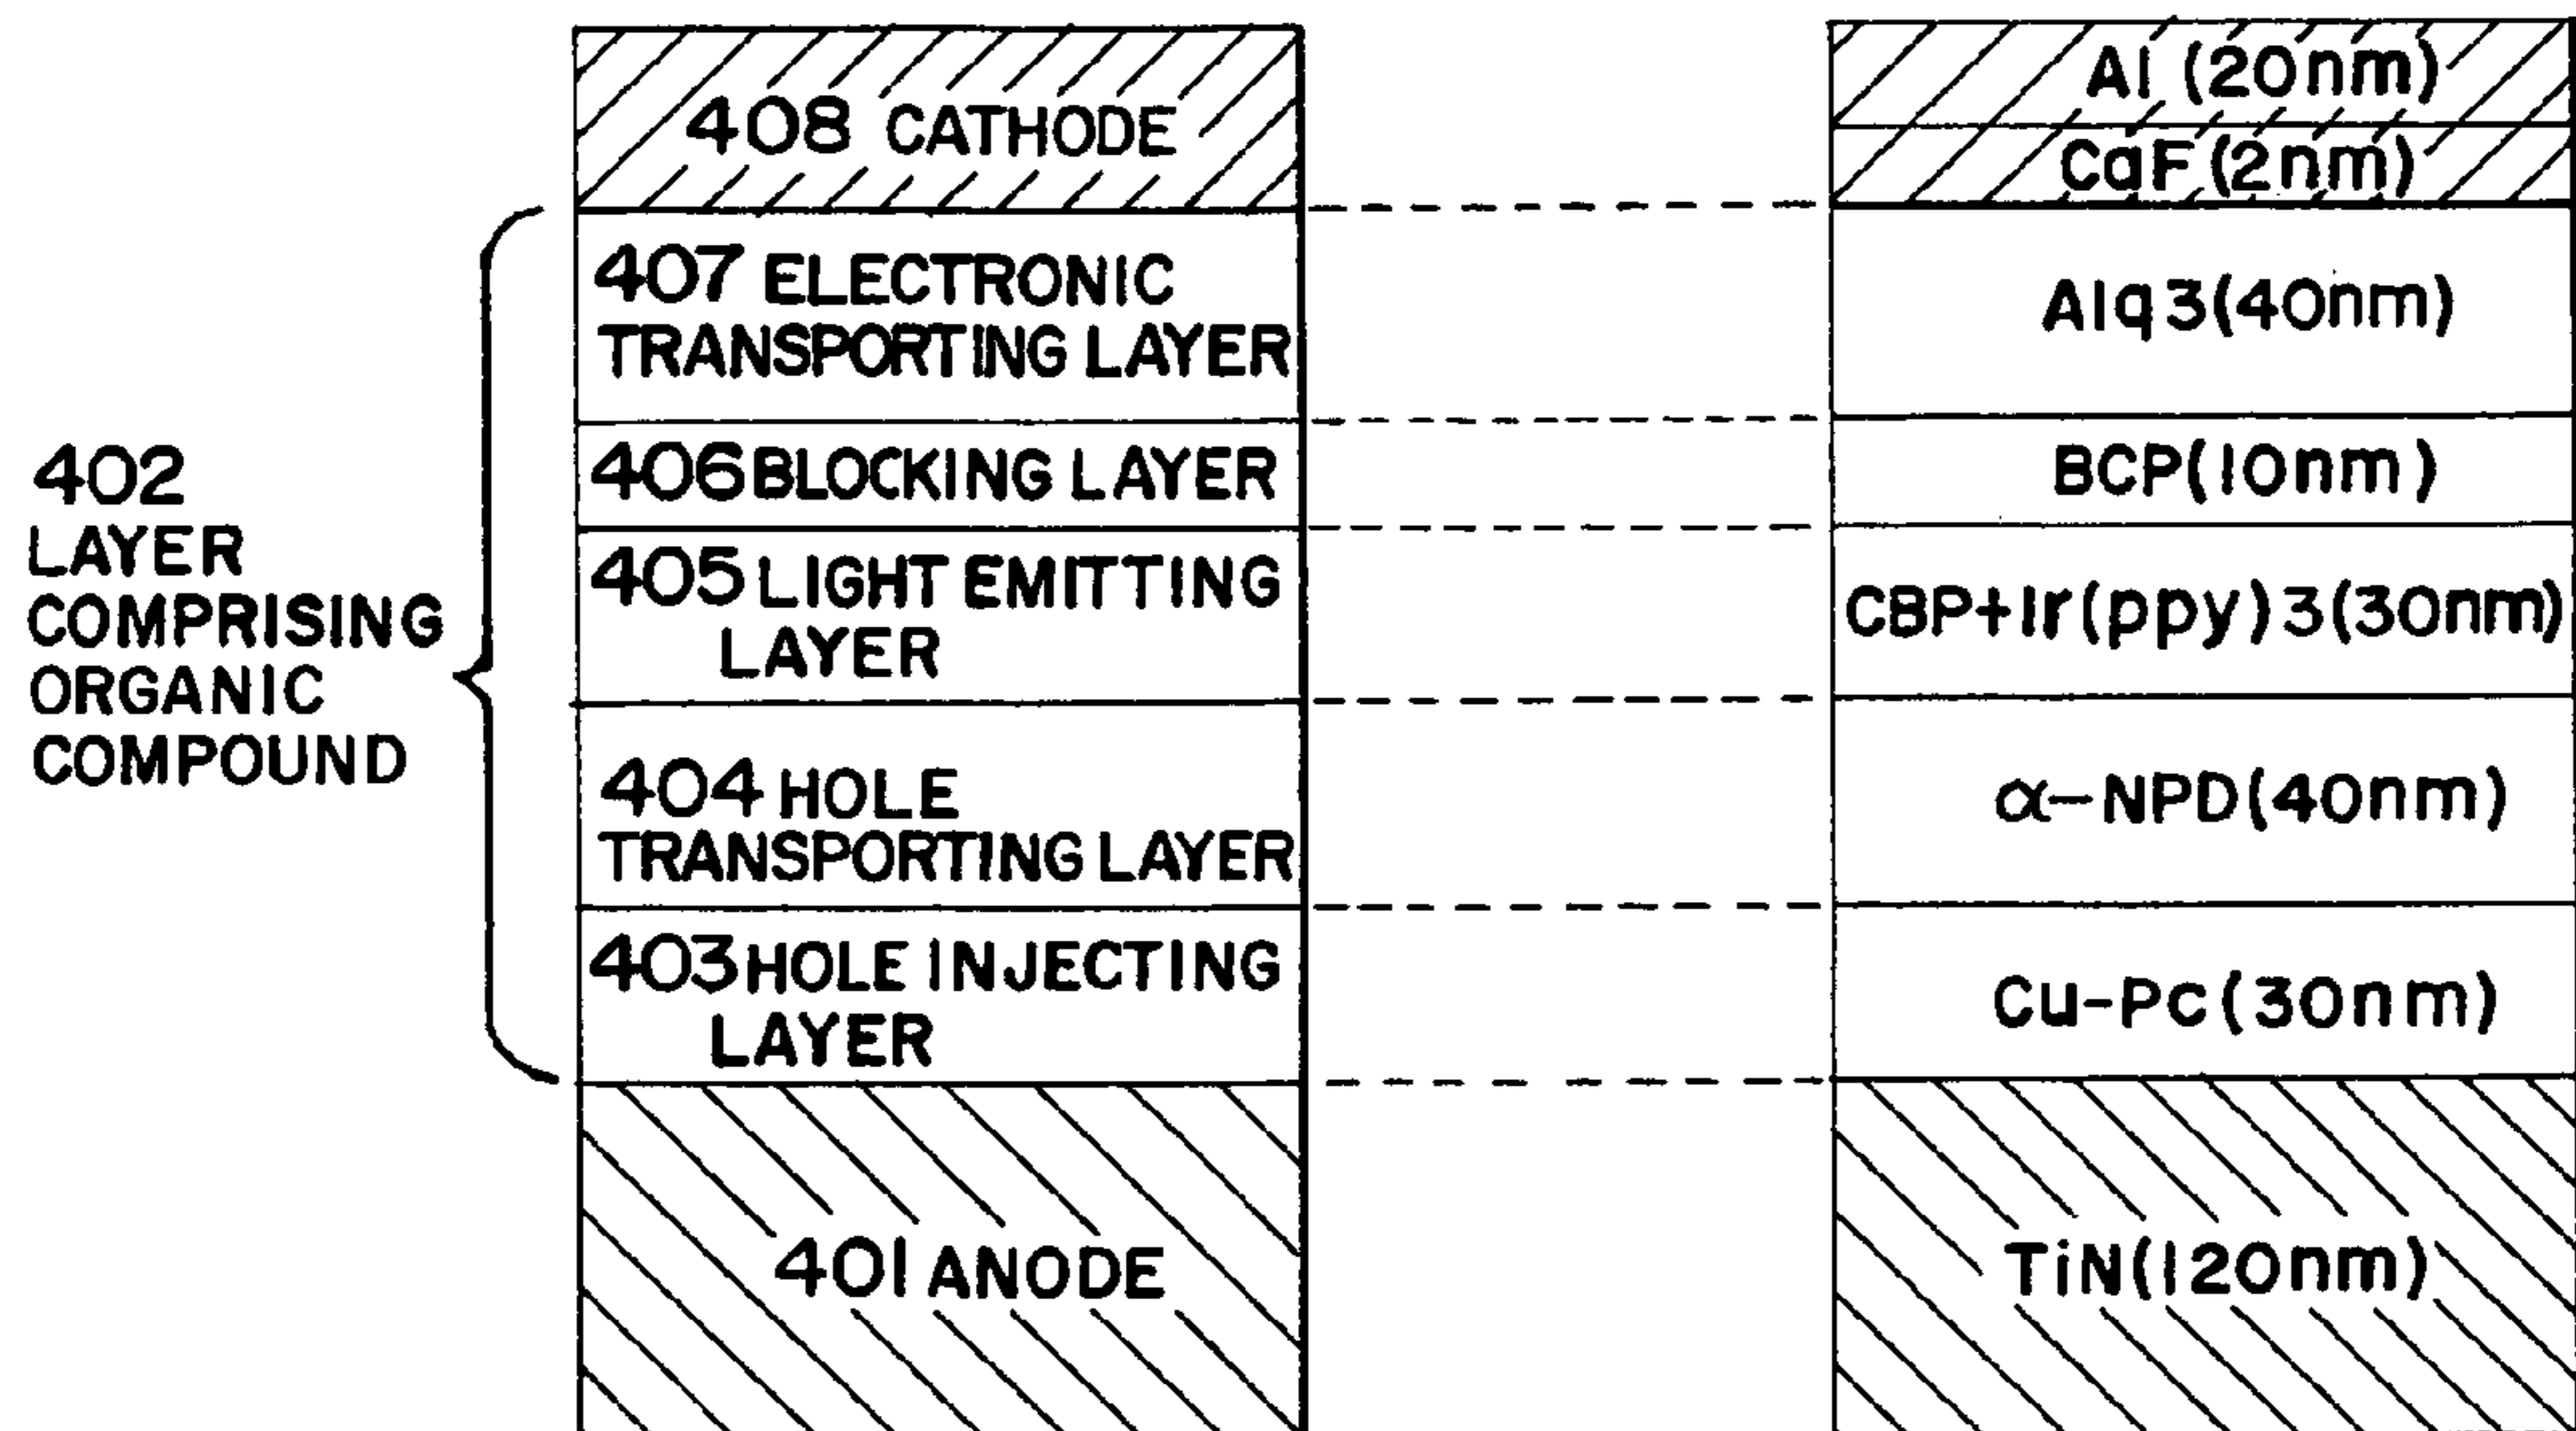 408 CATHODE
407 ELECTRONIC
TRANSPORTING LAYER
406 BLOCKING LAYER
405 LIGHT EMITTING
LAYER
404 HOLE
TRANSPORTING LAYER
403 HOLE INJECTING
LAYER
401 ANODE
402
LAYER
COMPRISING
ORGANIC
COMPOUND
Al (20nm)
CaF (2nm)
Alq3(40nm)
BCP(10nm)
CBP+Ir(ppy)3(30nm)
α-NPD(40nm)
Cu-Pc(30nm)
TiN(120nm)